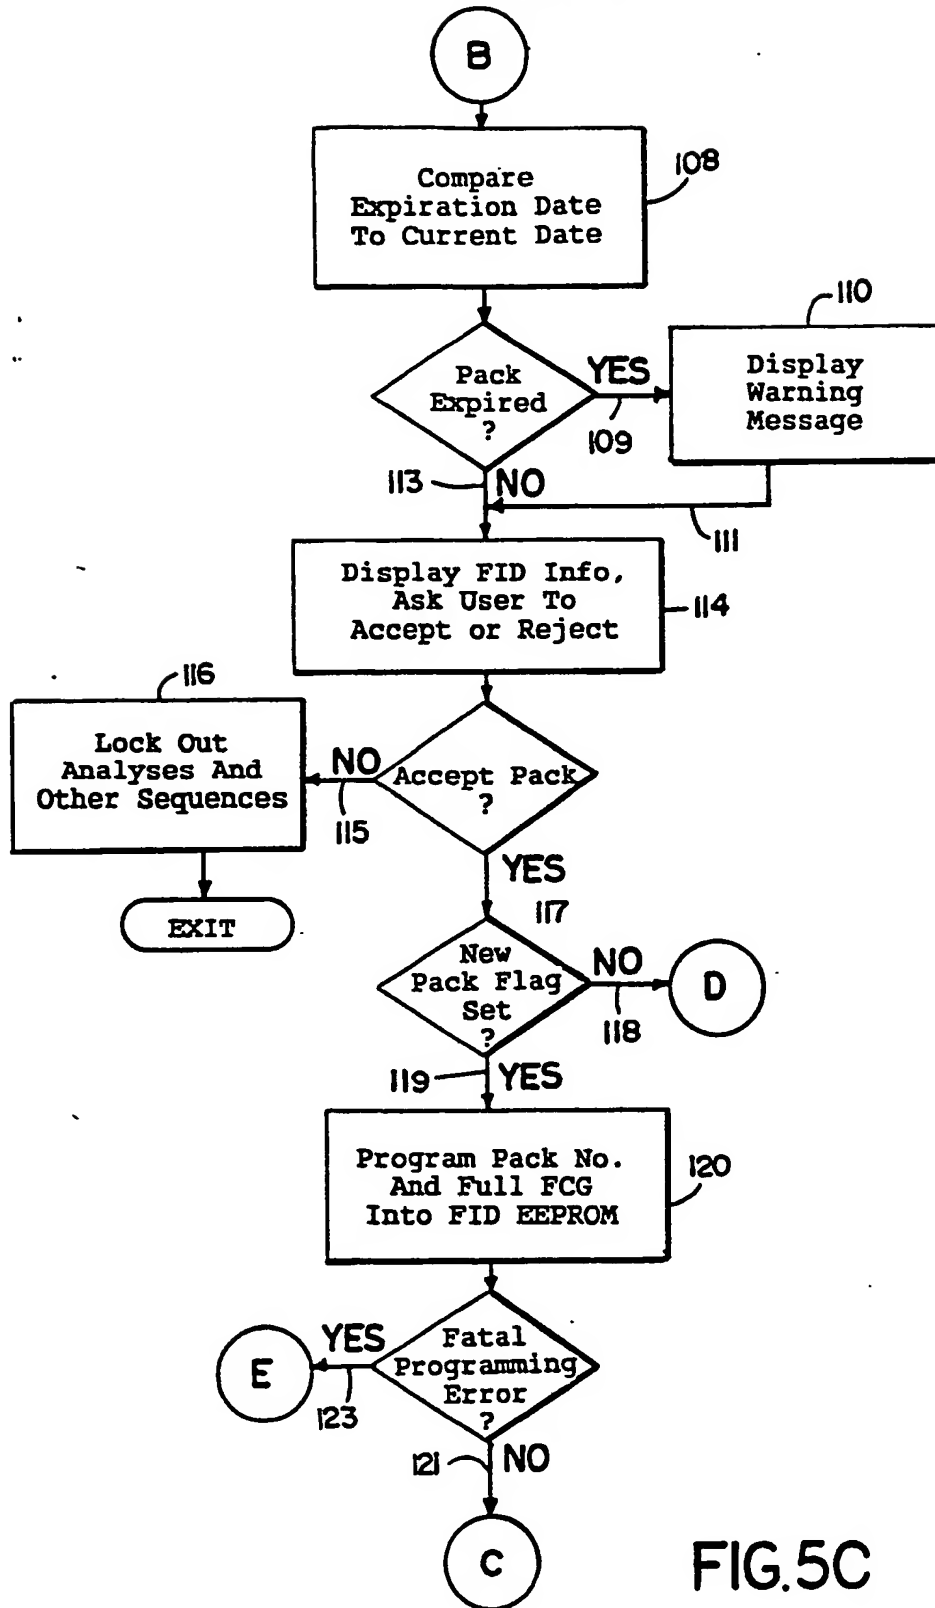 B
Compare
Expiration Date
To Current Date
108
Pack
Expired
?
YES
109
110
Display
Warning
Message
113
NO
111
Display FID Info,
Ask User To
Accept or Reject
114
116
Lock Out
Analyses And
Other Sequences
NO
115
Accept Pack
?
EXIT
YES
117
New
Pack Flag
Set
?
NO
118
D
119
YES
Program Pack No.
And Full FCG
Into FID EEPROM
120
Fatal
Programming
Error
?
YES
123
E
121
NO
C
FIG.5C